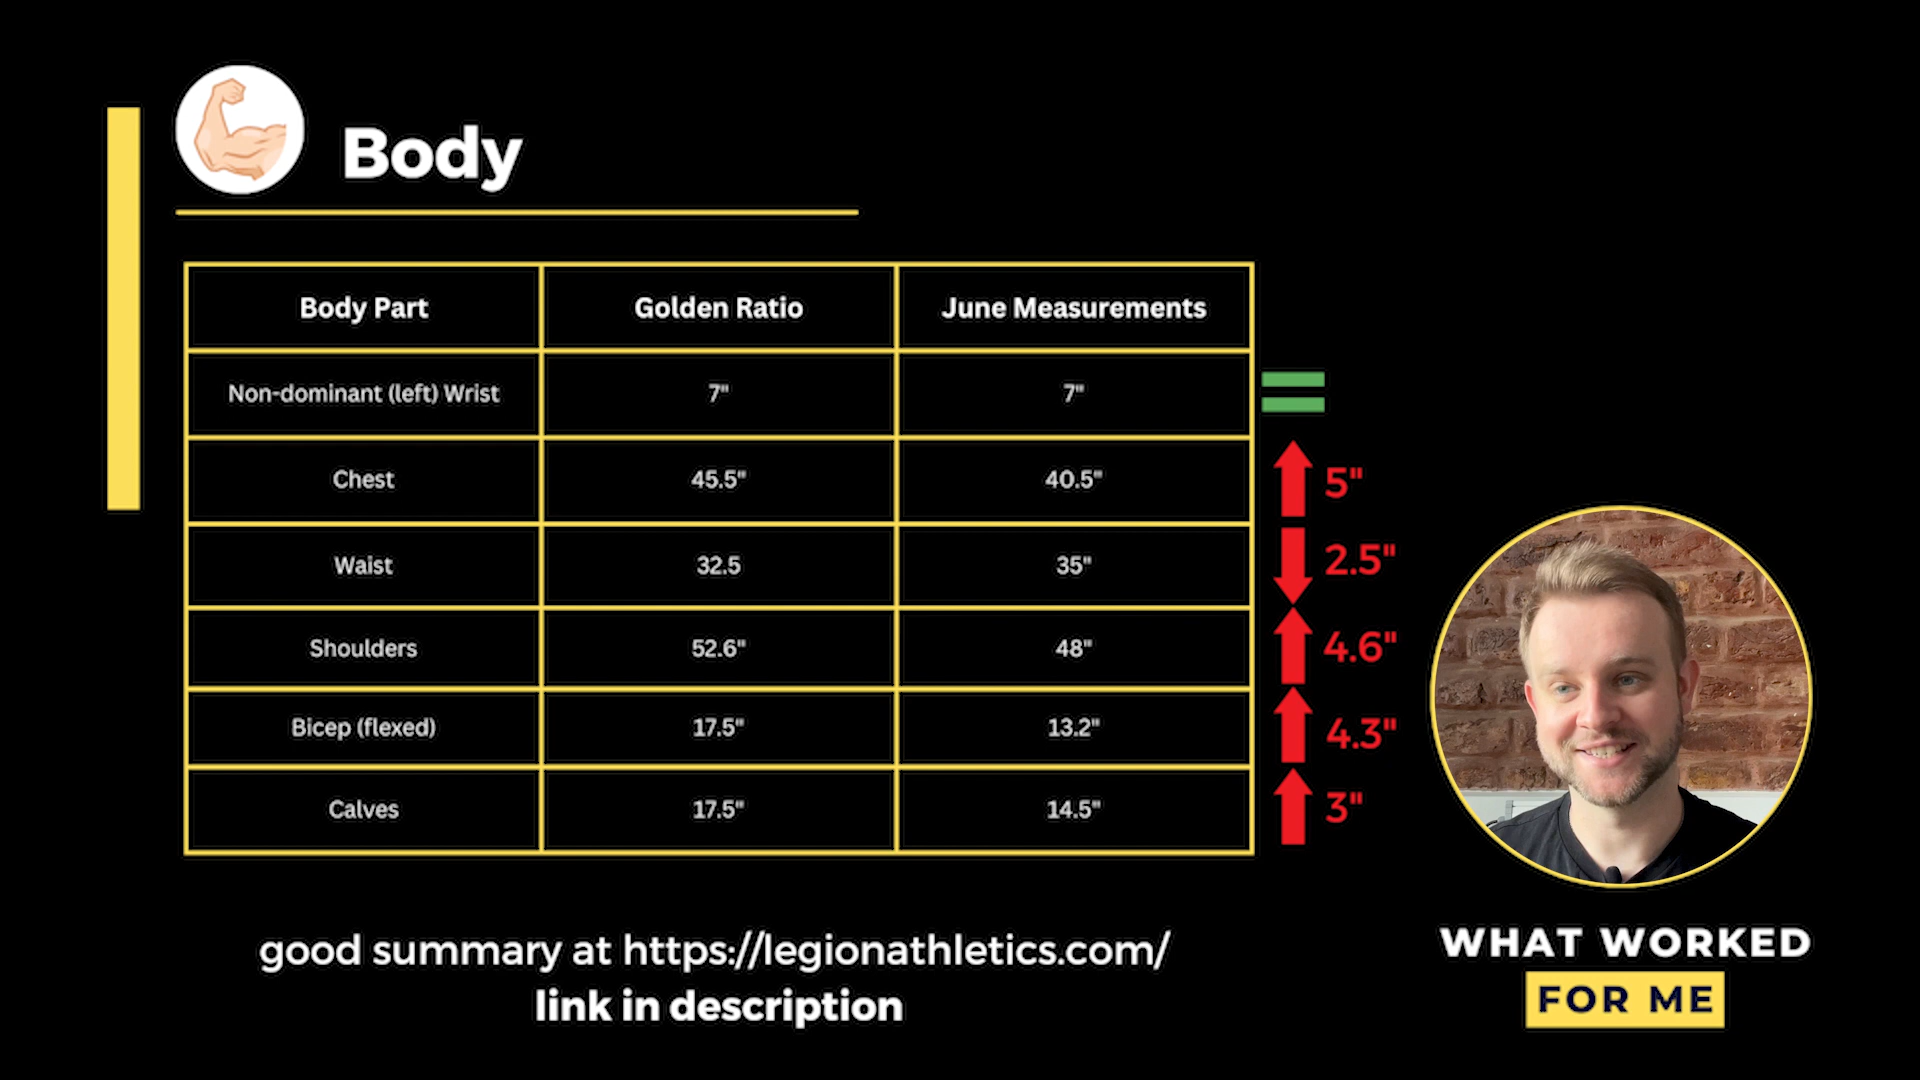 Body
Body Part Golden Ratio June Measurements
Non-dominant (left) Wrist 7" 7"
Chest 45.5" 40.5" 5"
Waist 32.5 35" 2.5"
Shoulders 52.6" 48" 4.6"
Bicep (flexed) 17.5" 13.2" 4.3"
Calves 17.5" 14.5" 3"
good summary at https://legionathletics.com/
link in description
WHAT WORKED
FOR ME